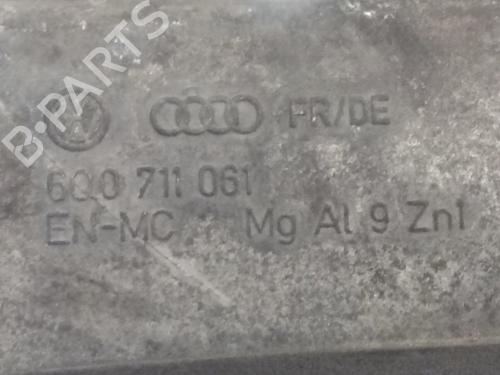 FR/DE
6Q0 711 061
EN-MC Mg Al 9 Zn1
B-PARTS